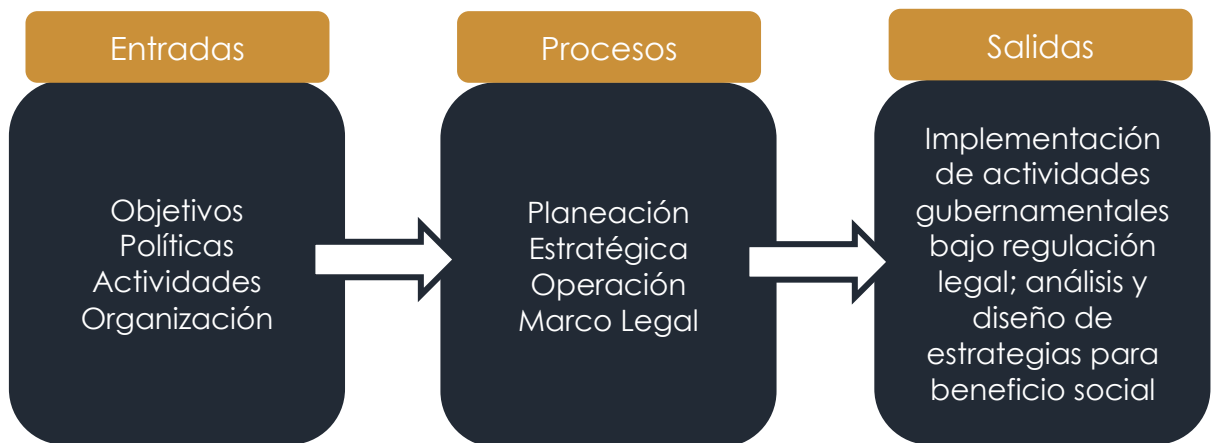 Entradas
Objetivos
Políticas
Actividades
Organización
Procesos
Planeación
Estratégica
Operación
Marco Legal
Salidas
Implementación
de actividades
gubernamentales
bajo regulación
legal; análisis y
diseño de
estrategias para
beneficio social